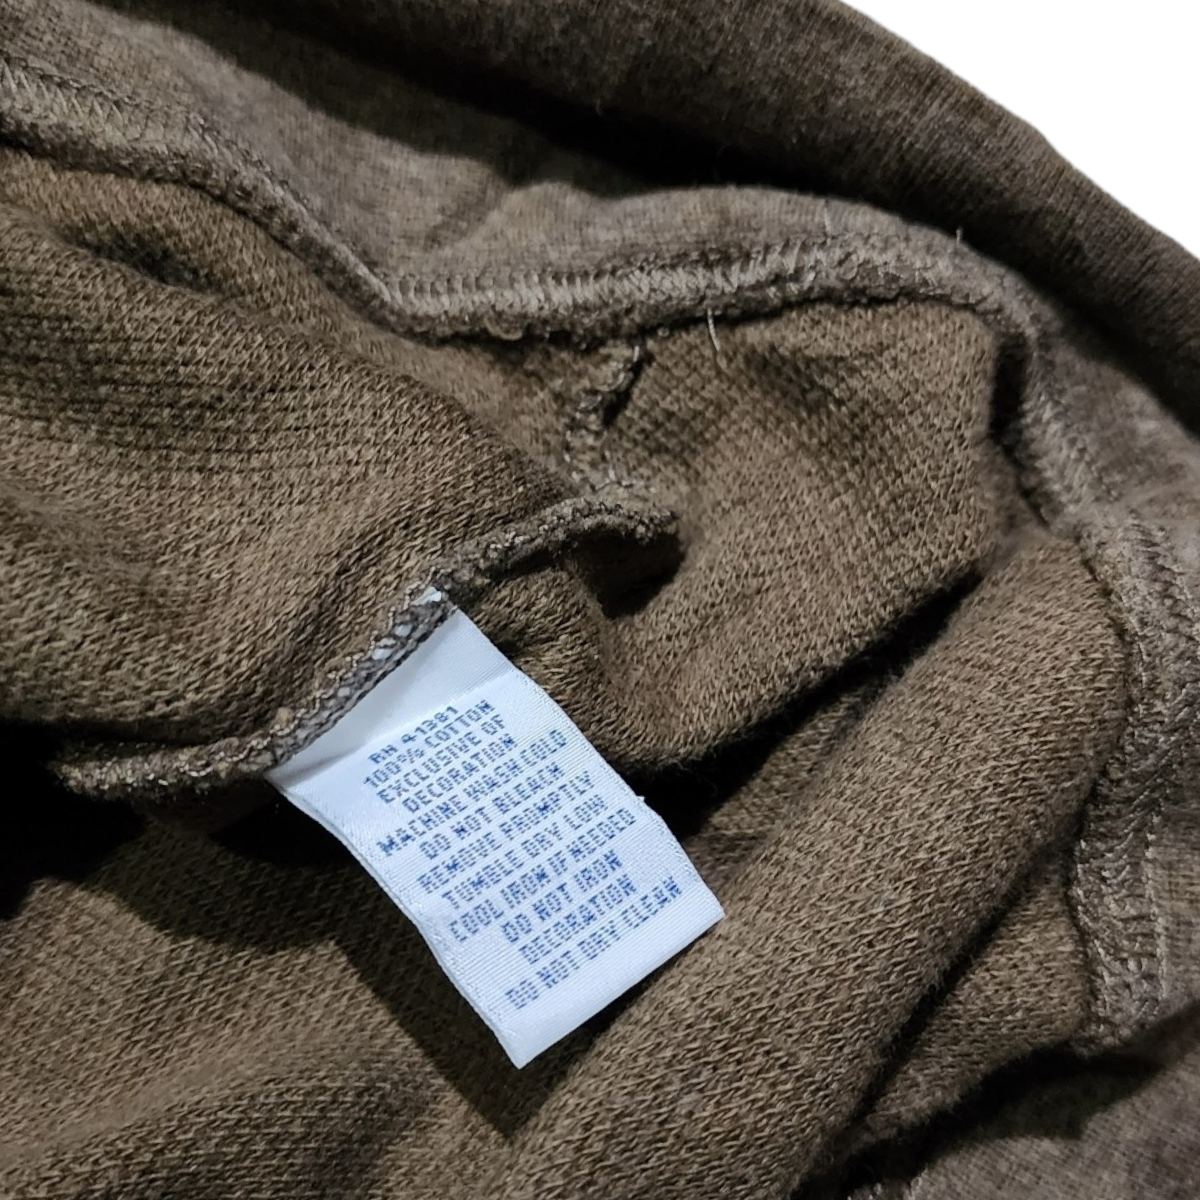 RN 41381
100% COTTON
EXCLUSIVE OF
DECORATION
MACHINE WASH COLD
DO NOT BLEACH
REMOVE PROMPTLY
TUMBLE DRY LOW
COOL IRON IF NEEDED
DO NOT IRON
DECORATION
DO NOT DRY CLEAN